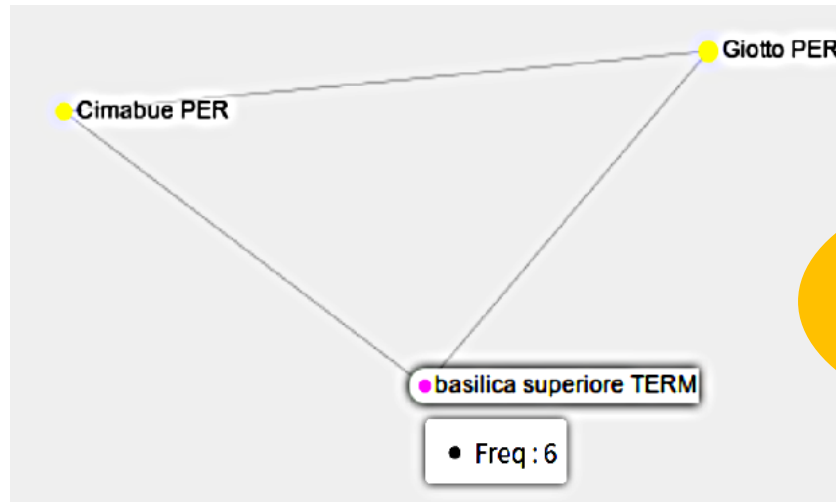 Giotto PER
Cimabue PER
basilica superiore TERM
Freq : 6